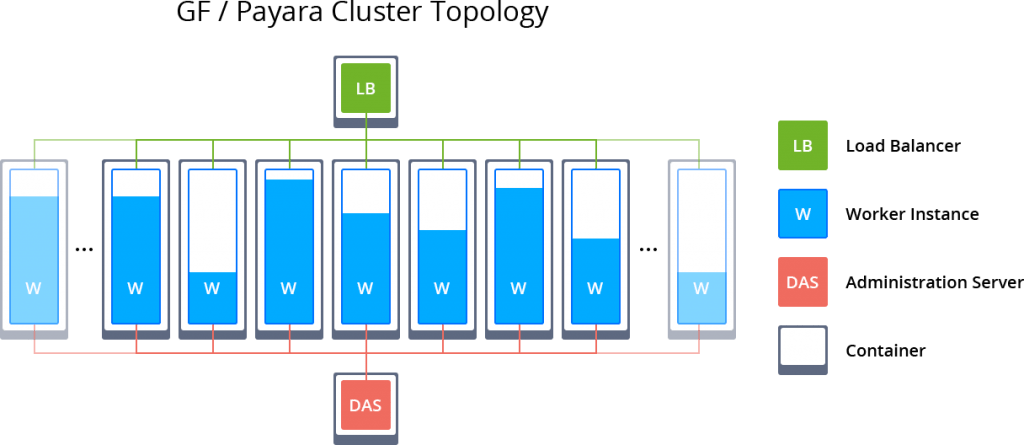 GF / Payara Cluster Topology
LB
... ...
W W W W W W W W W
DAS
LB Load Balancer
W Worker Instance
DAS Administration Server
Container